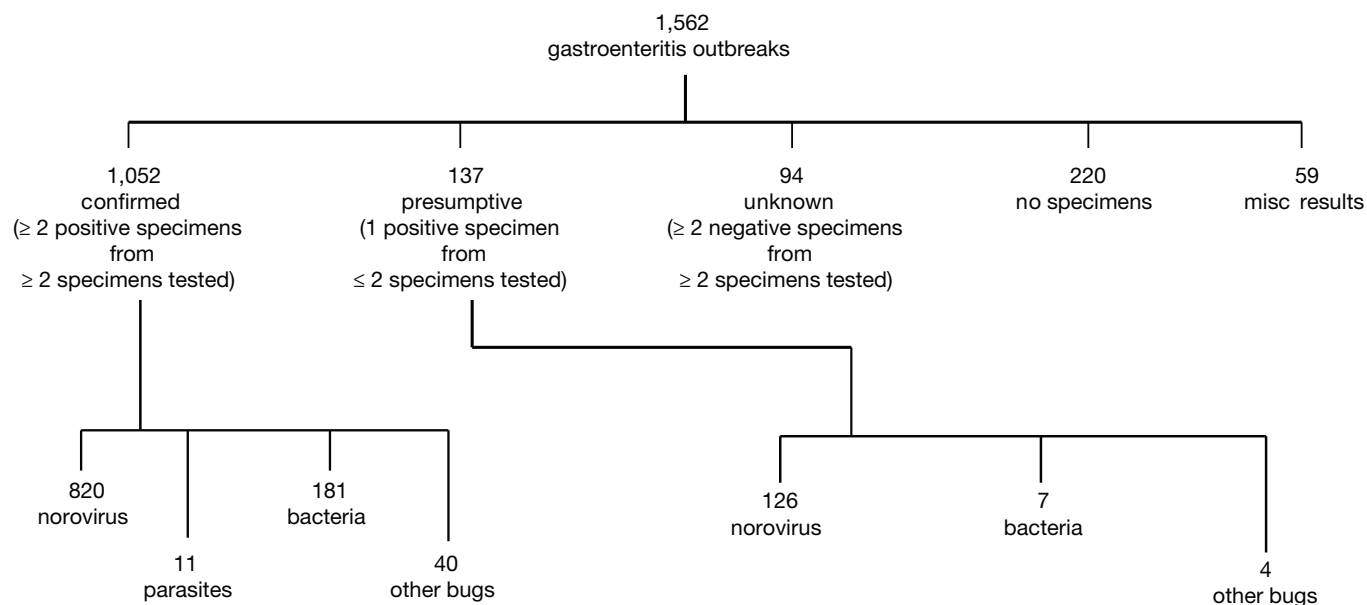 1,562
gastroenteritis outbreaks
1,052
confirmed
(≥ 2 positive specimens
from
≥ 2 specimens tested)
137
presumptive
(1 positive specimen
from
≤ 2 specimens tested)
94
unknown
(≥ 2 negative specimens
from
≥ 2 specimens tested)
220
no specimens
59
misc results
820
norovirus
11
parasites
181
bacteria
40
other bugs
126
norovirus
7
bacteria
4
other bugs